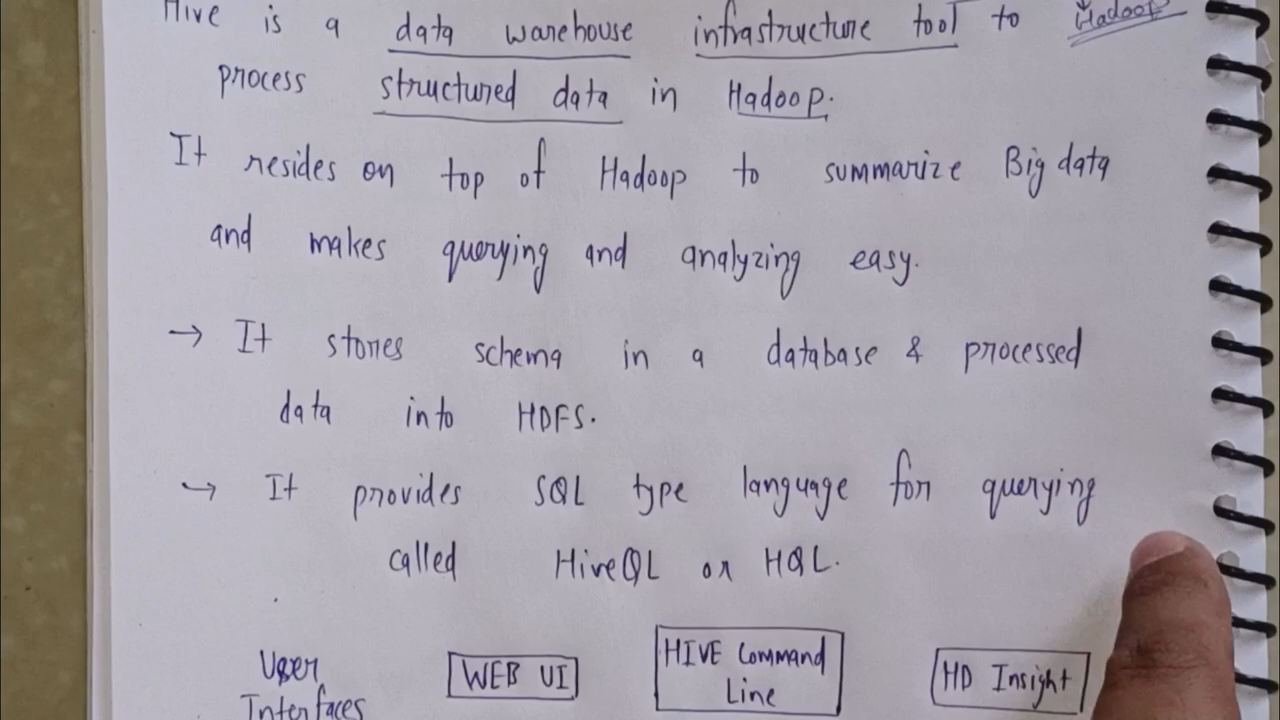 Hive is a data warehouse infrastructure tool to Hadoop
process structured data in Hadoop.
It resides on top of Hadoop to summarize Big data
and makes querying and analyzing easy.
→ It stores schema in a database & processed
data into HDFS.
→ It provides SQL type language for querying
called HiveQL or HQL.
User Interfaces
WEB UI
HIVE Command
Line
HD Insight